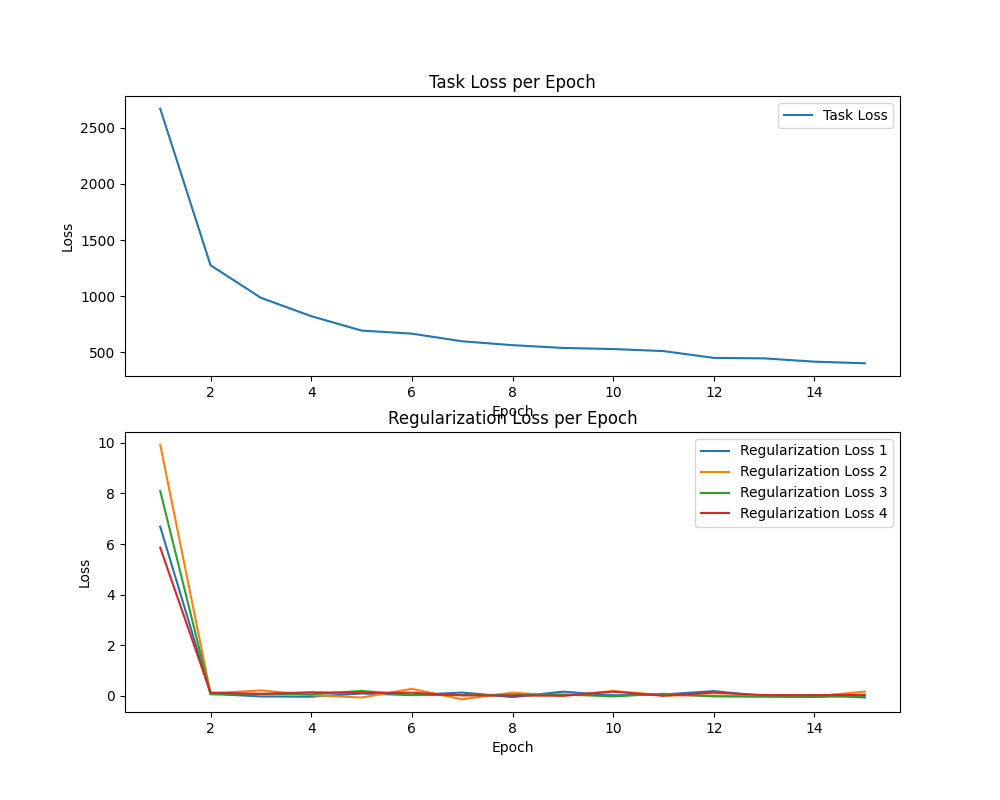 Task Loss per Epoch
Task Loss
Loss
2500
2000
1500
1000
500
2 4 6 8 10 12 14
Epoch
Regularization Loss per Epoch
Regularization Loss 1
Regularization Loss 2
Regularization Loss 3
Regularization Loss 4
Loss
10
8
6
4
2
0
2 4 6 8 10 12 14
Epoch